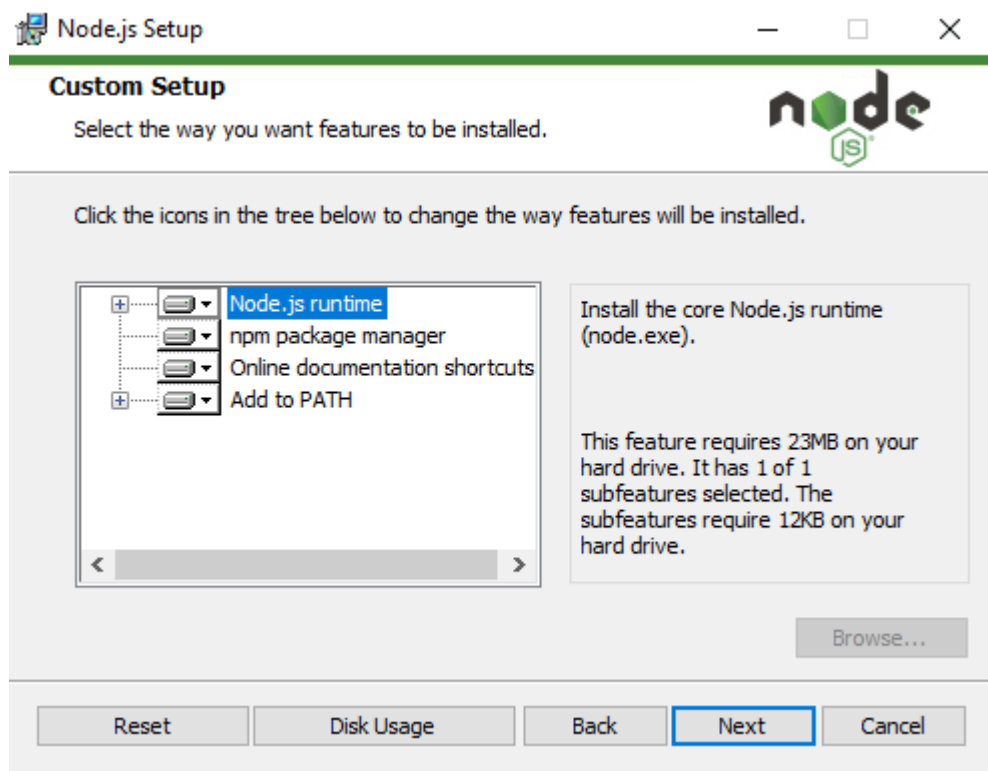 Node.js Setup
Custom Setup
Select the way you want features to be installed.
node
JS
Click the icons in the tree below to change the way features will be installed.
Node.js runtime
npm package manager
Online documentation shortcuts
Add to PATH
Install the core Node.js runtime
(node.exe).
This feature requires 23MB on your
hard drive. It has 1 of 1
subfeatures selected. The
subfeatures require 12KB on your
hard drive.
Browse...
Reset
Disk Usage
Back
Next
Cancel